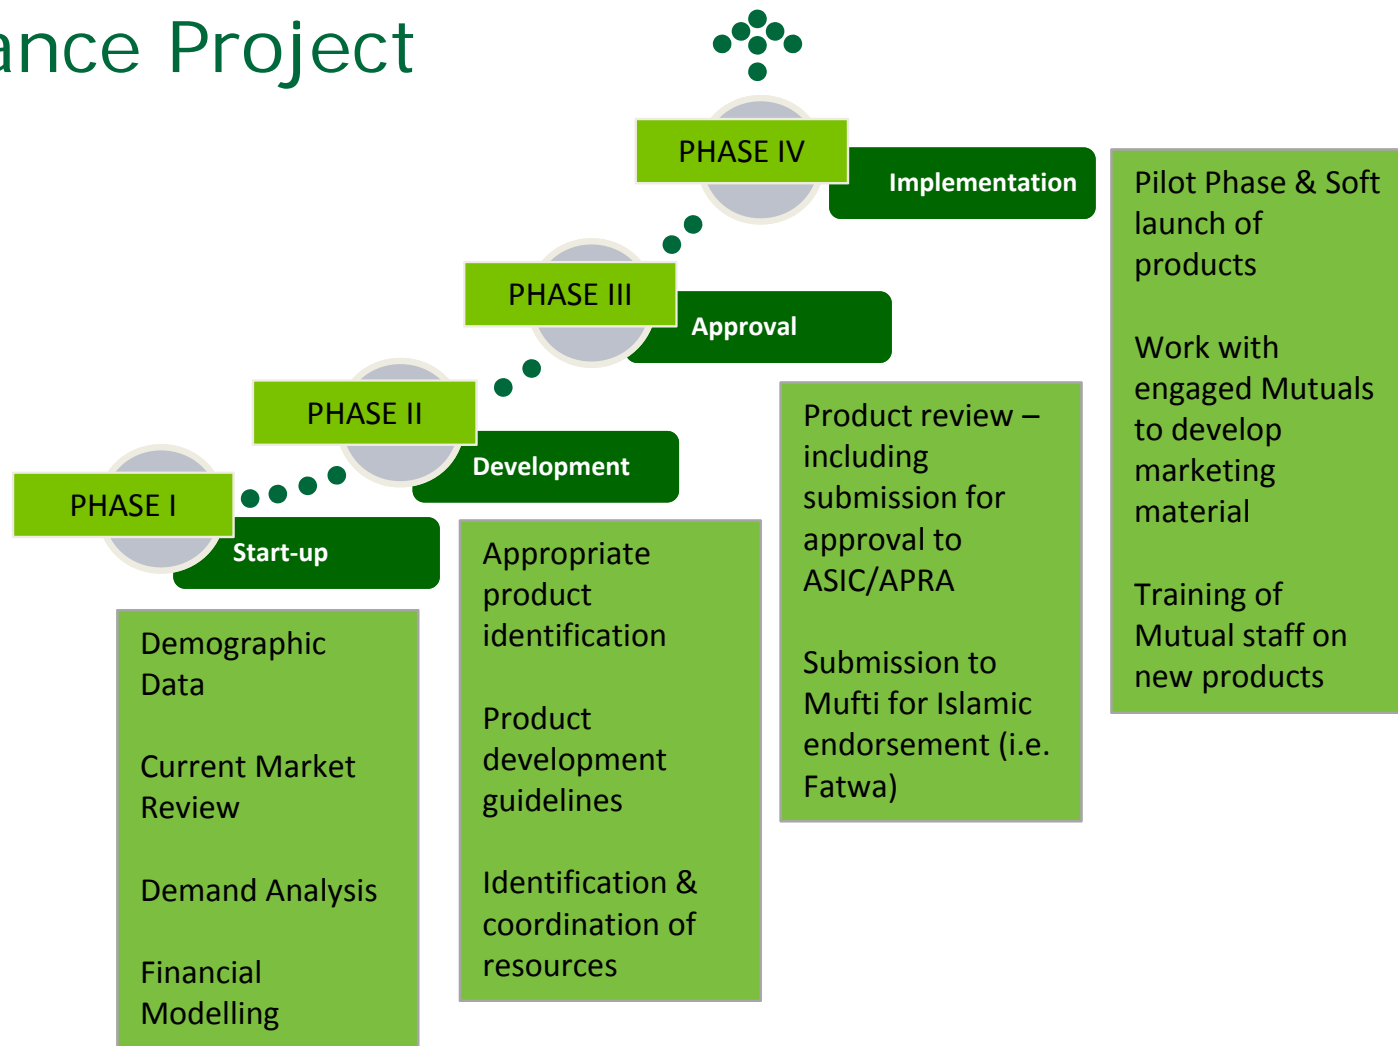 ance Project
PHASE I
Start-up
Demographic
Data
Current Market
Review
Demand Analysis
Financial
Modelling
PHASE II
Development
Appropriate
product
identification
Product
development
guidelines
Identification &
coordination of
resources
PHASE III
Approval
Product review –
including
submission for
approval to
ASIC/APRA
Submission to
Mufti for Islamic
endorsement (i.e.
Fatwa)
PHASE IV
Implementation
Pilot Phase & Soft
launch of
products
Work with
engaged Mutuals
to develop
marketing
material
Training of
Mutual staff on
new products